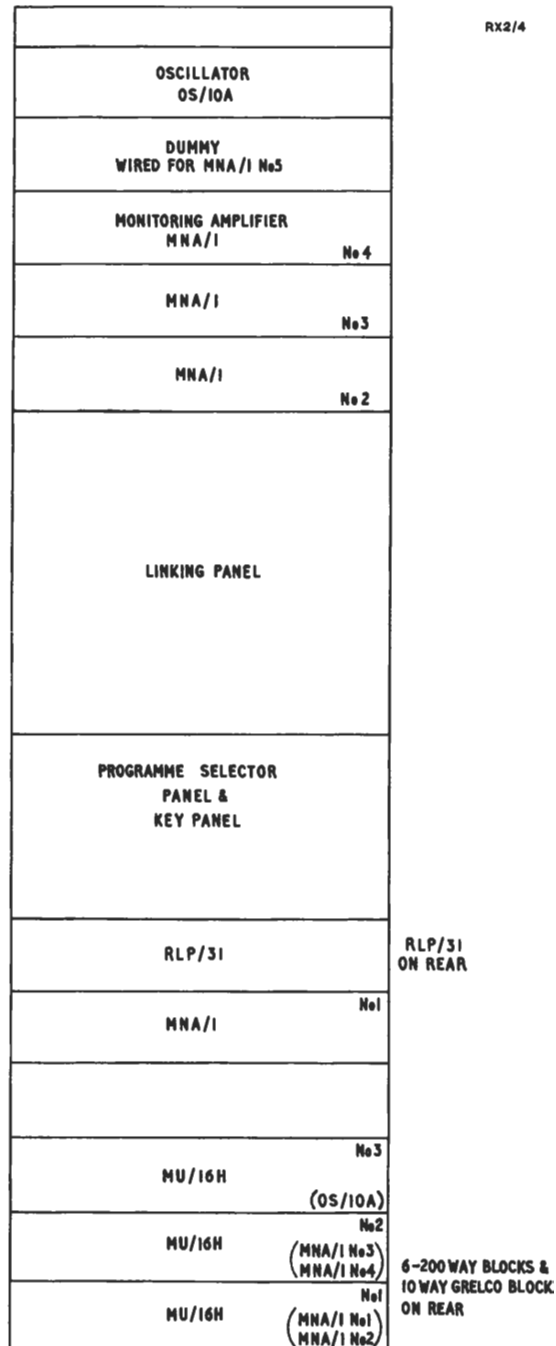 RX2/4
OSCILLATOR
OS/10A
DUMMY
WIRED FOR MNA/1 No5
MONITORING AMPLIFIER
MNA/1
No4
MNA/1
No3
MNA/1
No2
LINKING PANEL
PROGRAMME SELECTOR
PANEL &
KEY PANEL
RLP/31
RLP/31
ON REAR
No1
MNA/1
No3
MU/16H
(OS/10A)
No2
MU/16H
(MNA/1 No3)
(MNA/1 No4)
No1
MU/16H
(MNA/1 No1)
(MNA/1 No2)
6-200 WAY BLOCKS &
10 WAY GRELCO BLOCK
ON REAR